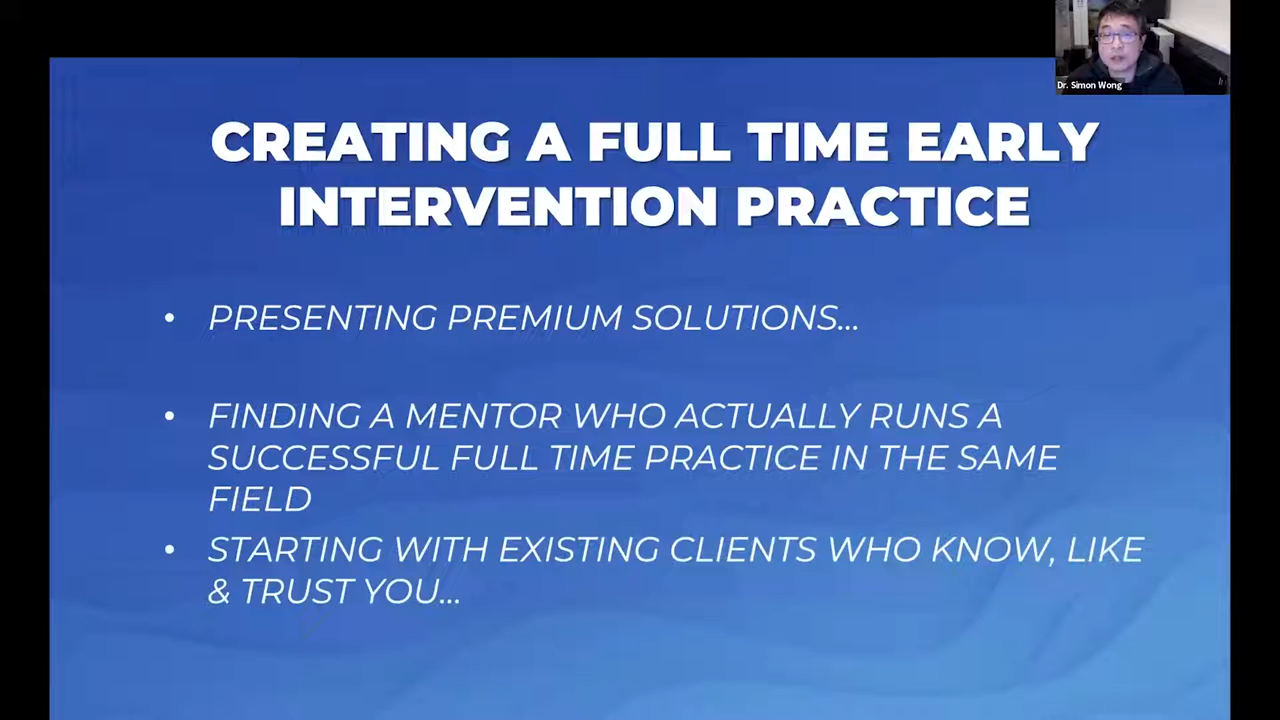 Dr. Simon Wong
CREATING A FULL TIME EARLY
INTERVENTION PRACTICE
• PRESENTING PREMIUM SOLUTIONS...
• FINDING A MENTOR WHO ACTUALLY RUNS A
SUCCESSFUL FULL TIME PRACTICE IN THE SAME
FIELD
• STARTING WITH EXISTING CLIENTS WHO KNOW, LIKE
& TRUST YOU...